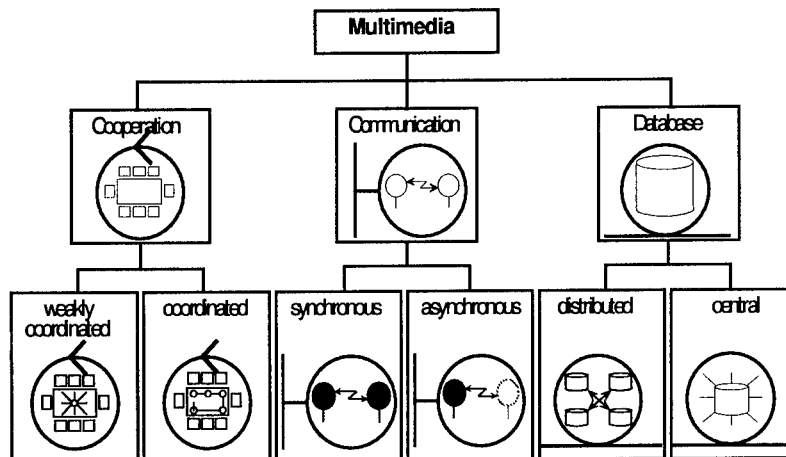 Multimedia
Cooperation
Communication
Database
weakly
coordinated
coordinated
synchronous
asynchronous
distributed
central